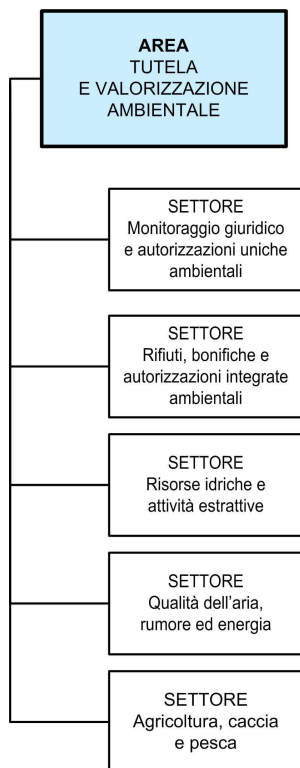 AREA
TUTELA
E VALORIZZAZIONE
AMBIENTALE
SETTORE
Monitoraggio giuridico
e autorizzazioni uniche
ambientali
SETTORE
Rifiuti, bonifiche e
autorizzazioni integrate
ambientali
SETTORE
Risorse idriche e
attività estrattive
SETTORE
Qualità dell'aria,
rumore ed energia
SETTORE
Agricoltura, caccia
e pesca